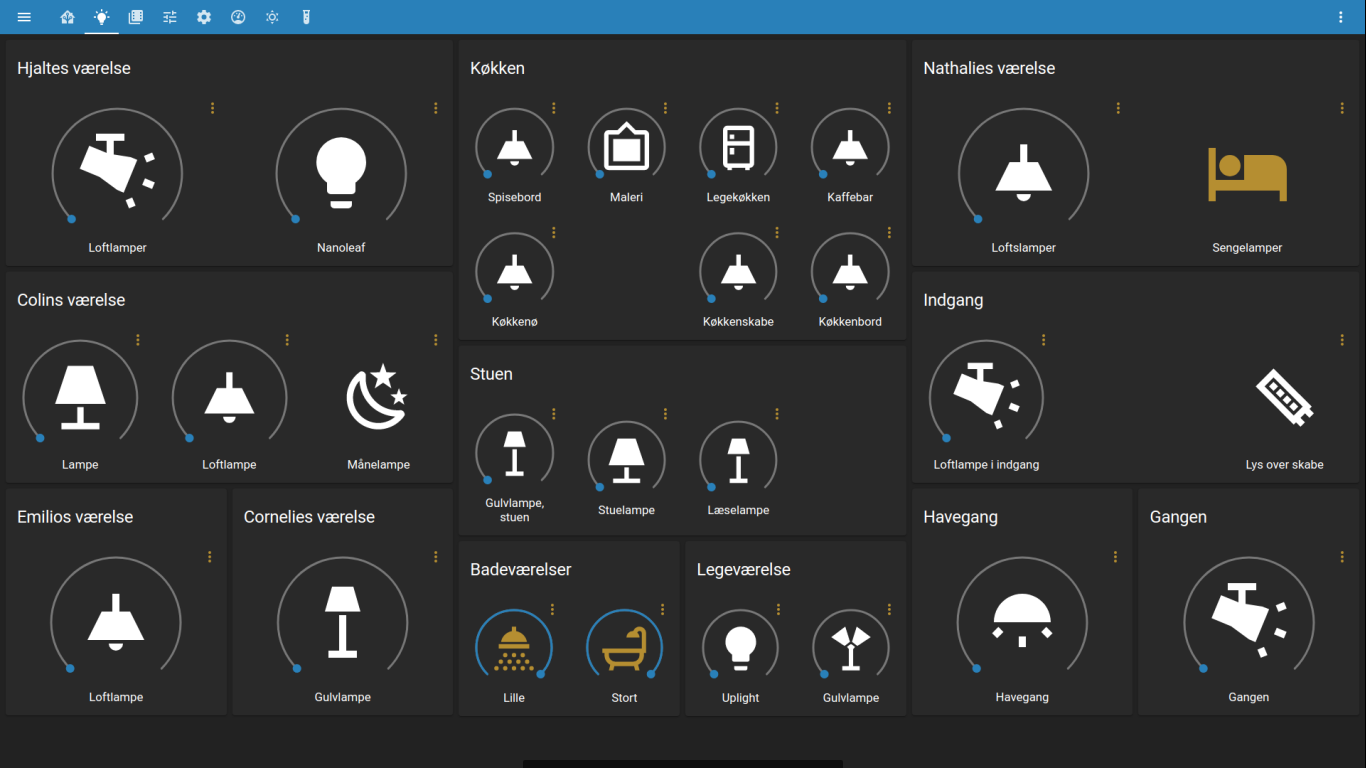 Hjaltes værelse
Loftlamper
Nanoleaf
Køkken
Spisebord
Maleri
Legekøkken
Kaffebar
Køkkenø
Køkkenskabe
Køkkenbord
Nathalies værelse
Loftslamper
Sengelamper
Colins værelse
Lampe
Loftlampe
Månelampe
Stuen
Gulvlampe,
stuen
Stuelampe
Læselampe
Indgang
Loftlampe i indgang
Lys over skabe
Emilios værelse
Loftlampe
Cornelies værelse
Gulvlampe
Badeværelser
Lille
Stort
Legeværelse
Uplight
Gulvlampe
Havegang
Havegang
Gangen
Gangen